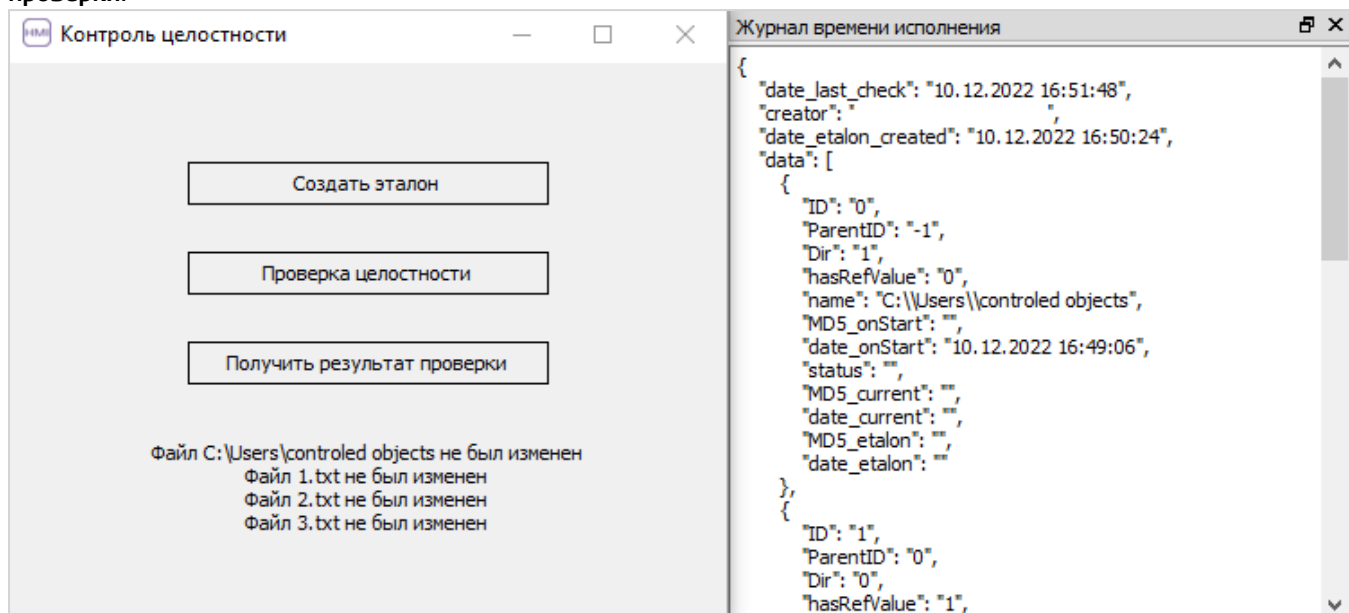 HMI Контроль целостности
Создать эталон
Проверка целостности
Получить результат проверки
Файл C:\Users\controled objects не был изменен
Файл 1.txt не был изменен
Файл 2.txt не был изменен
Файл 3.txt не был изменен
Журнал времени исполнения
{
"date_last_check": "10.12.2022 16:51:48",
"creator": " ",
"date_etalon_created": "10.12.2022 16:50:24",
"data": [
{
"ID": "0",
"ParentID": "-1",
"Dir": "1",
"hasRefValue": "0",
"name": "C:\\Users\\controled objects",
"MD5_onStart": "",
"date_onStart": "10.12.2022 16:49:06",
"status": "",
"MD5_current": "",
"date_current": "",
"MD5_etalon": "",
"date_etalon": ""
},
{
"ID": "1",
"ParentID": "0",
"Dir": "0",
"hasRefValue": "1",